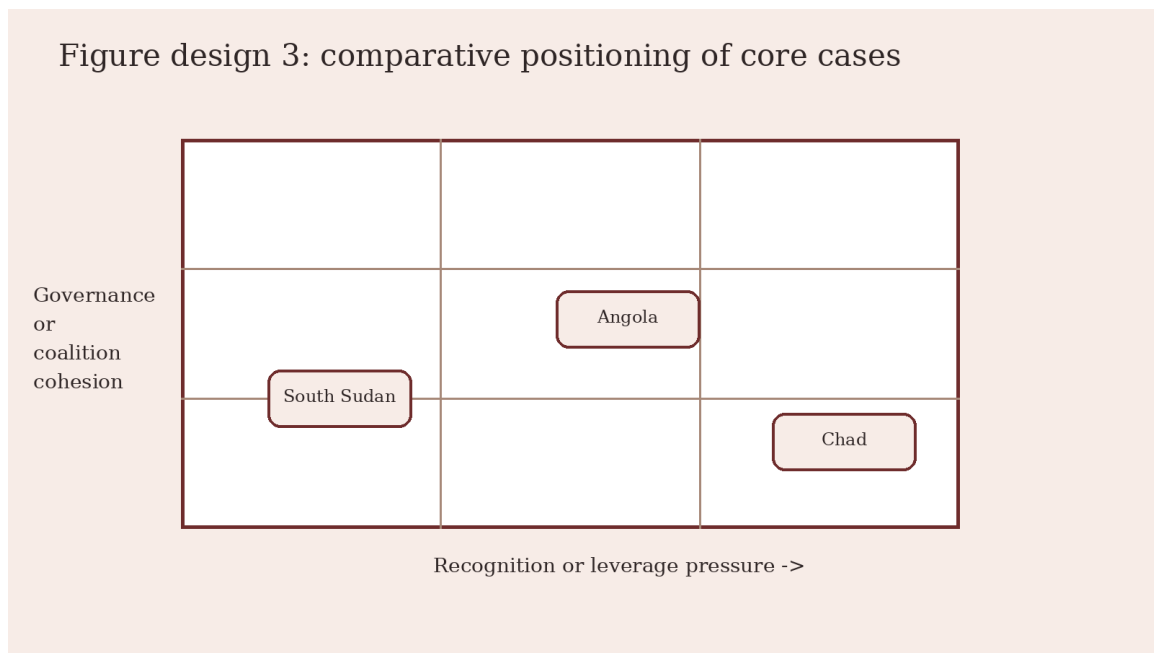 Figure design 3: comparative positioning of core cases
Governance
or
coalition
cohesion
Angola
South Sudan
Chad
Recognition or leverage pressure ->